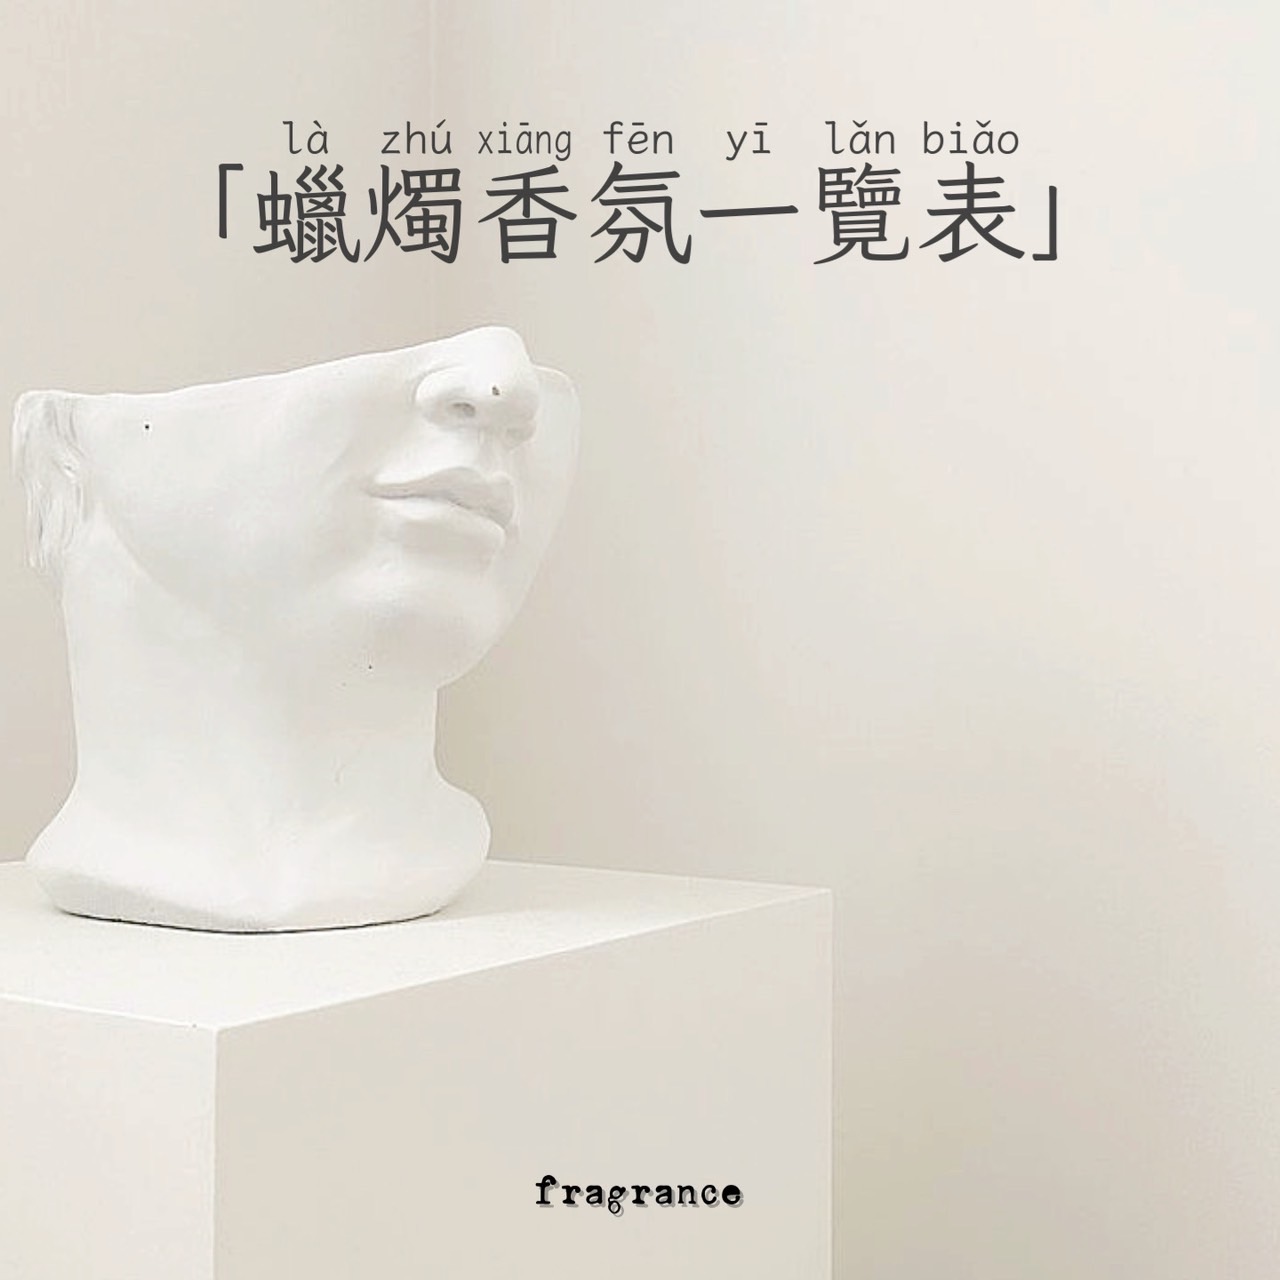 là zhú xiāng fēn yī lǎn biǎo
「蠟燭香氛一覽表」
fragrance